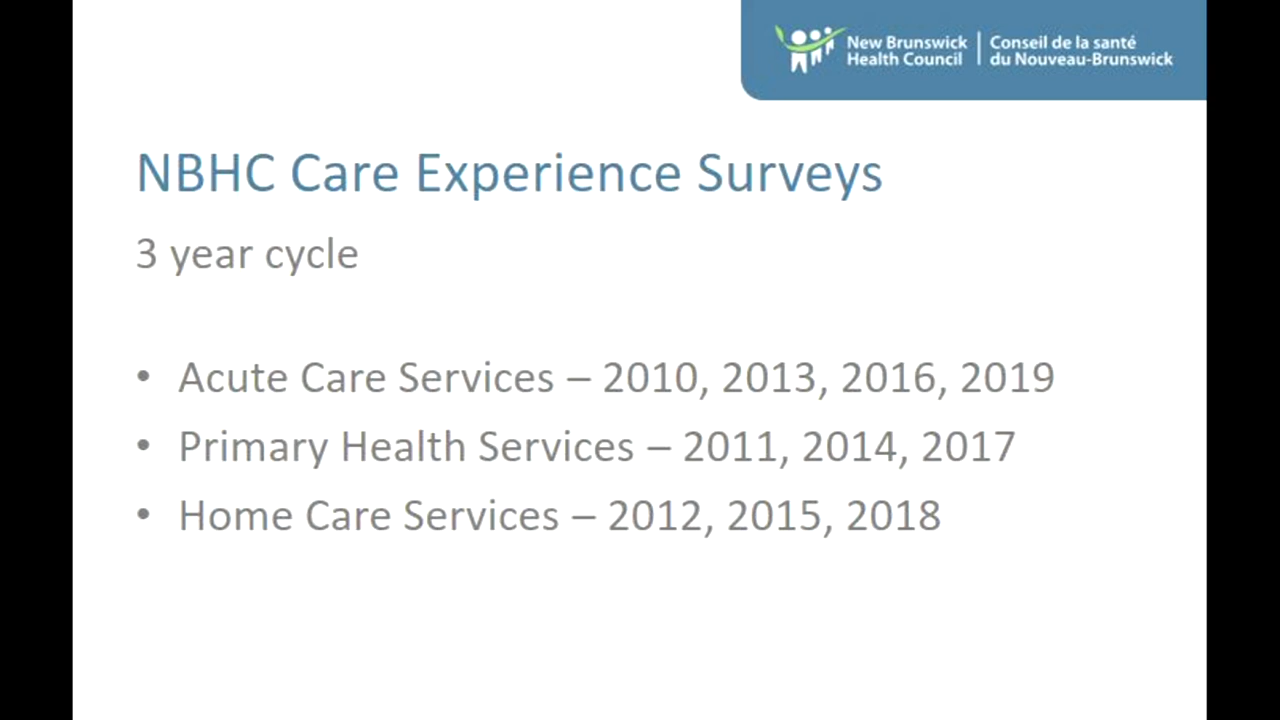 New Brunswick
Health Council
Conseil de la santé
du Nouveau-Brunswick
NBHC Care Experience Surveys
3 year cycle
• Acute Care Services – 2010, 2013, 2016, 2019
• Primary Health Services – 2011, 2014, 2017
• Home Care Services – 2012, 2015, 2018